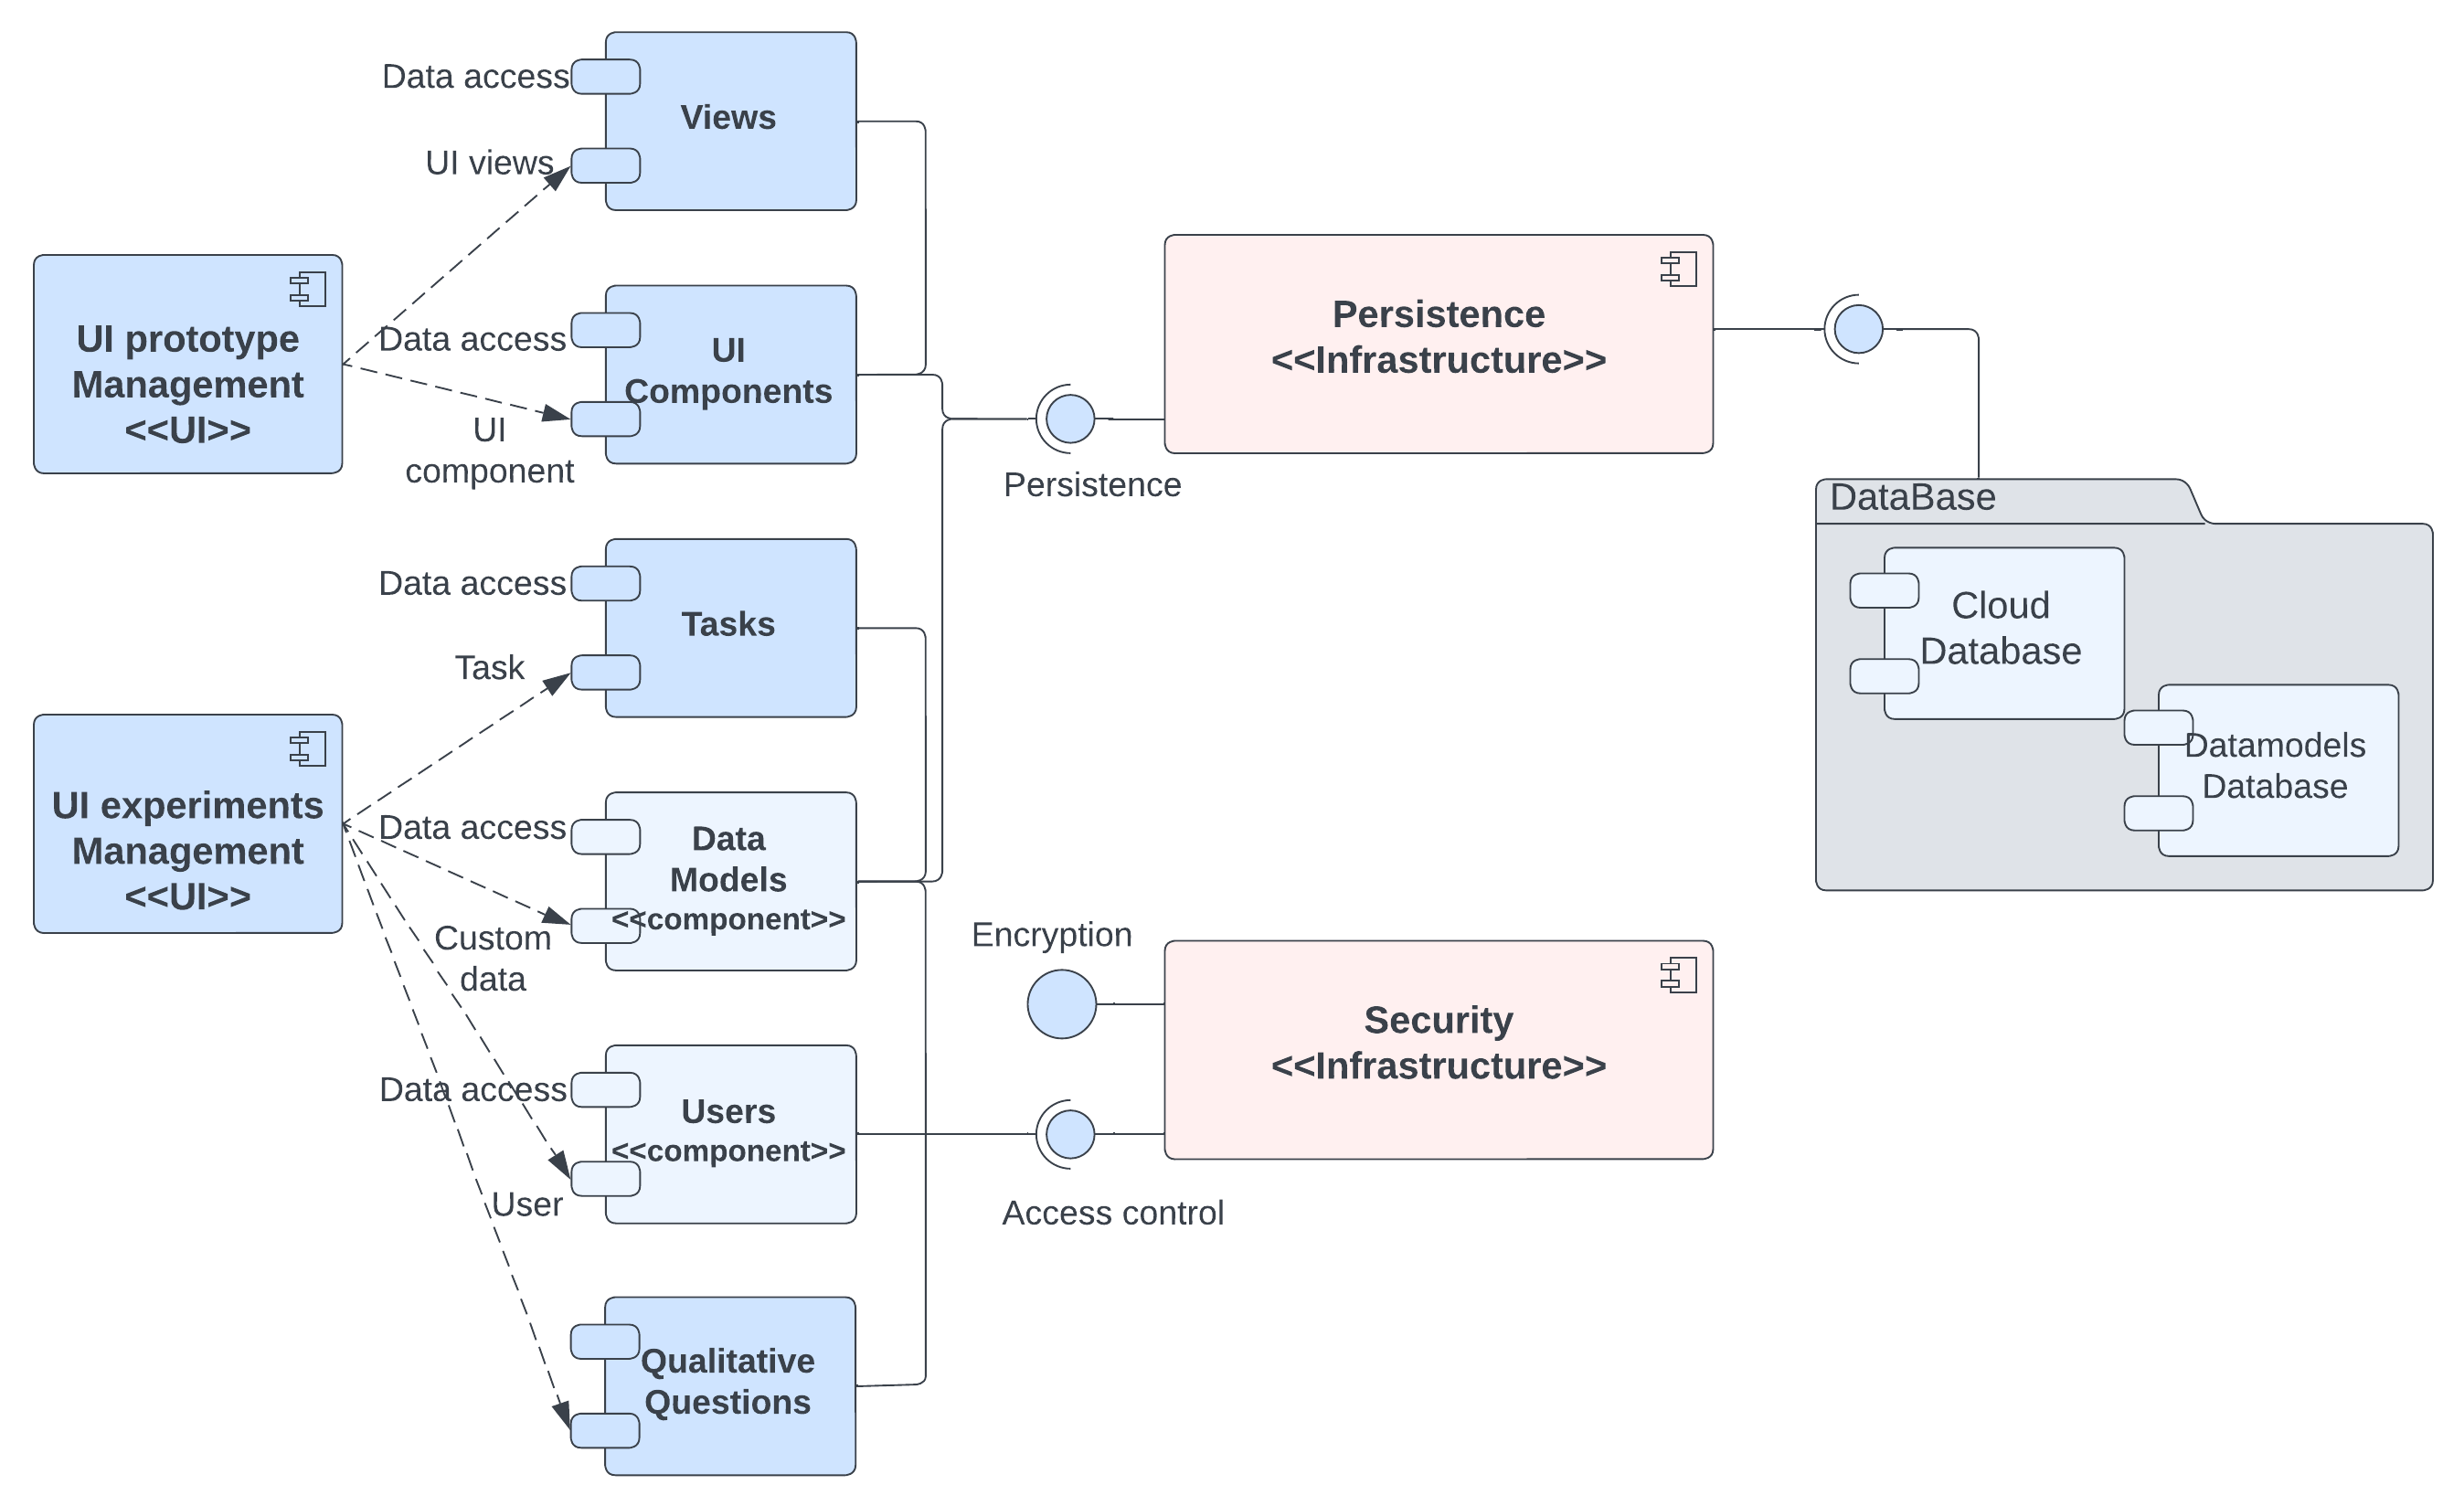 Data access
Views
UI views
UI prototype
Management
<<UI>>
Data access
UI
Components
UI
component
Persistence
<<Infrastructure>>
Persistence
DataBase
Cloud
Database
Datamodels
Database
Data access
Tasks
Task
UI experiments
Management
<<UI>>
Data access
Data
Models
<<component>>
Custom
data
Encryption
Security
<<Infrastructure>>
Data access
Users
<<component>>
User
Access control
Qualitative
Questions